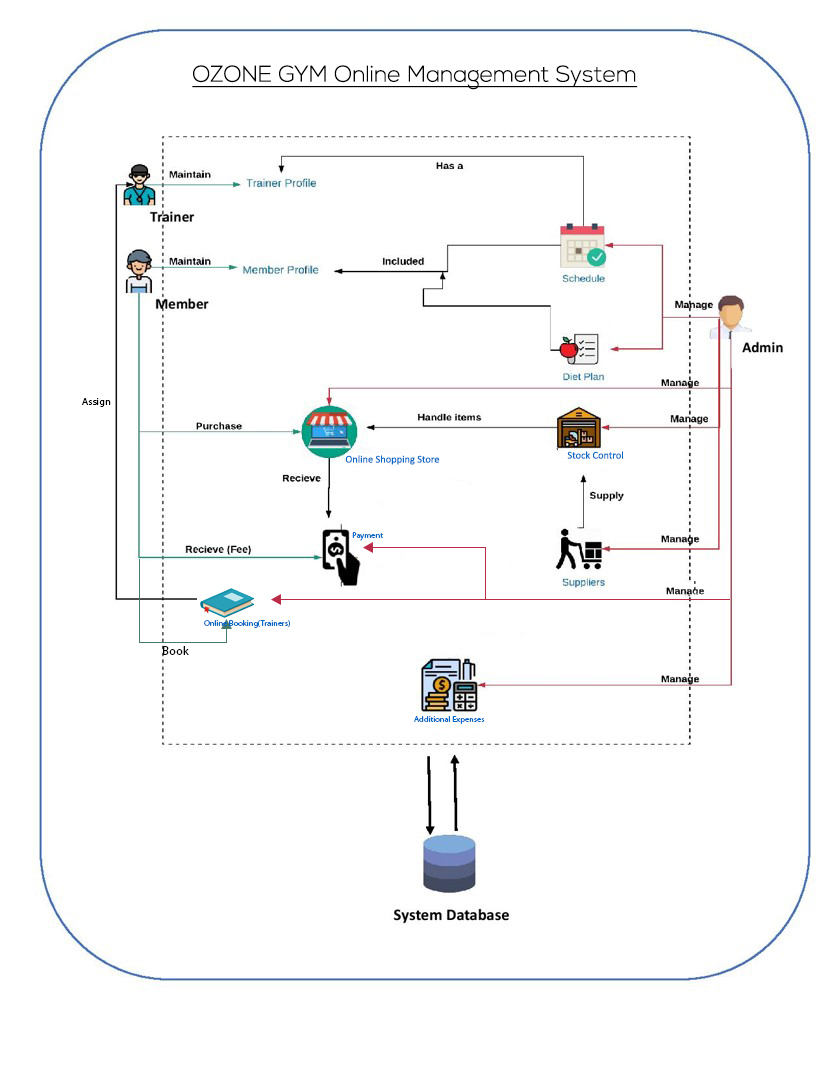 OZONE GYM Online Management System
Has a
Maintain
Trainer Profile
Trainer
Maintain
Member Profile
Included
Schedule
Member
Manage
Admin
Diet Plan
Manage
Assign
Purchase
Handle items
Manage
Online Shopping Store
Stock Control
Recieve
Supply
Payment
Manage
Recieve (Fee)
Suppliers
Manage
Online Booking(Trainers)
Book
Manage
Additional Expenses
System Database